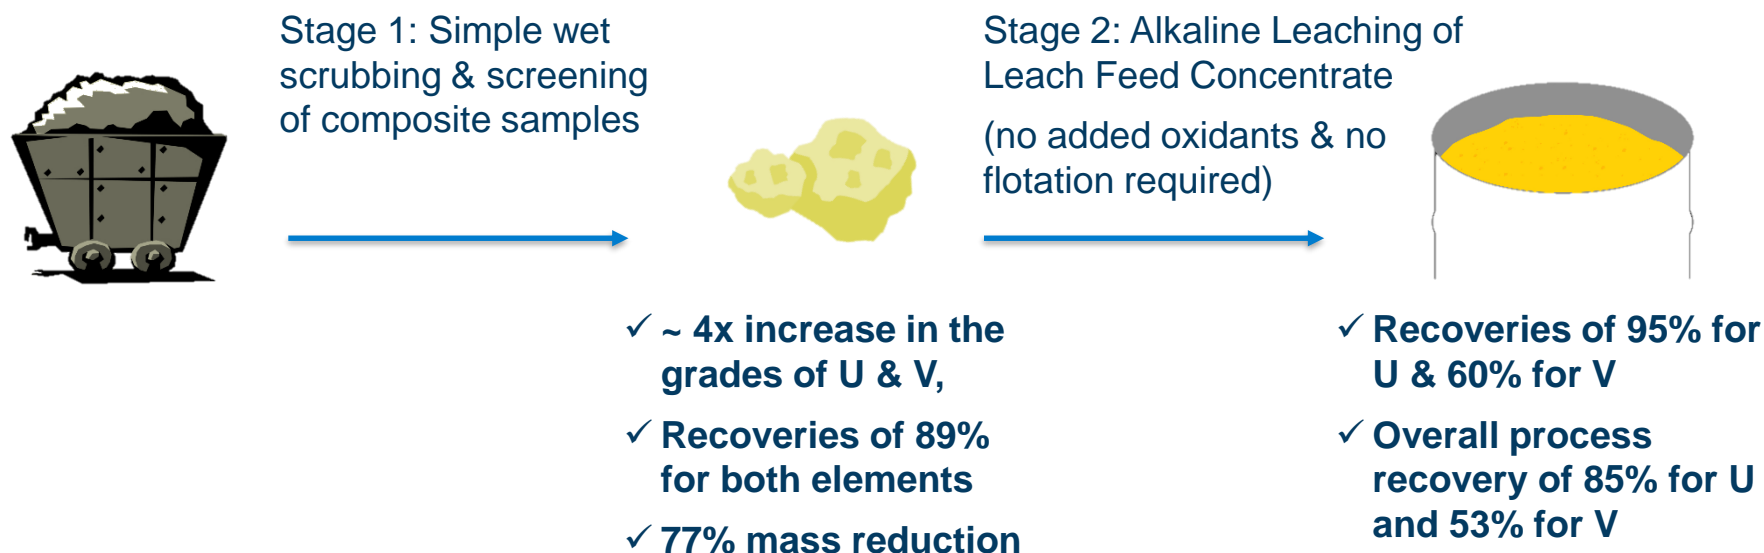 Stage 1: Simple wet
scrubbing & screening
of composite samples
Stage 2: Alkaline Leaching of
Leach Feed Concentrate
(no added oxidants & no
flotation required)
✓ ~ 4x increase in the
grades of U & V,
✓ Recoveries of 89%
for both elements
✓ 77% mass reduction
✓ Recoveries of 95% for
U & 60% for V
✓ Overall process
recovery of 85% for U
and 53% for V